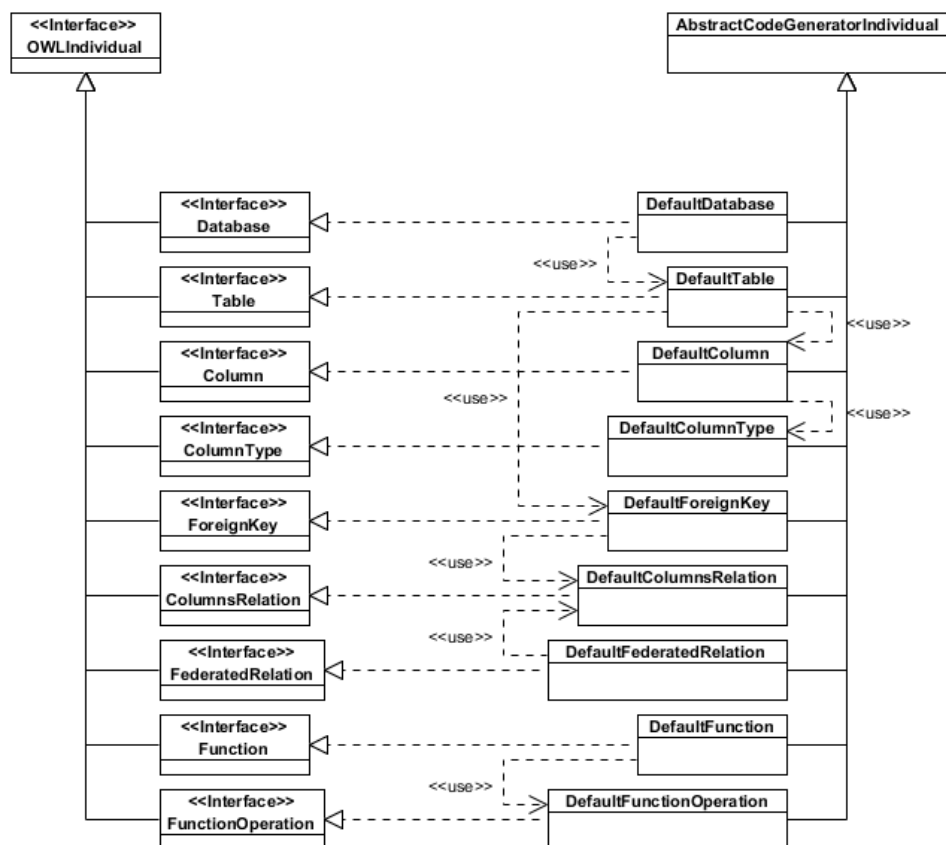 <<Interface>>
OWLIndividual
AbstractCodeGeneratorIndividual
<<Interface>>
Database
DefaultDatabase
<<use>>
<<Interface>>
Table
DefaultTable
<<use>>
<<Interface>>
Column
DefaultColumn
<<use>>
<<use>>
<<Interface>>
ColumnType
DefaultColumnType
<<Interface>>
ForeignKey
DefaultForeignKey
<<use>>
<<Interface>>
ColumnsRelation
DefaultColumnsRelation
<<use>>
<<Interface>>
FederatedRelation
DefaultFederatedRelation
<<Interface>>
Function
DefaultFunction
<<use>>
<<Interface>>
FunctionOperation
DefaultFunctionOperation